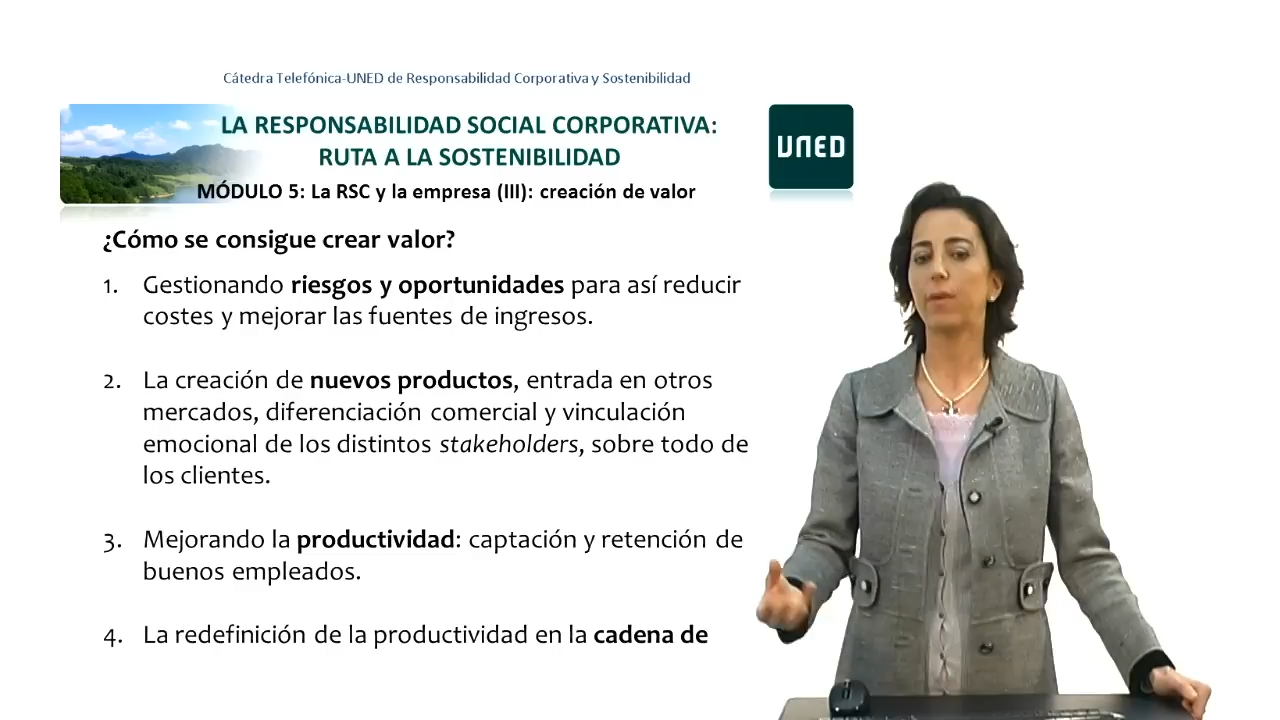 Cátedra Telefónica-UNED de Responsabilidad Corporativa y Sostenibilidad
LA RESPONSABILIDAD SOCIAL CORPORATIVA:
RUTA A LA SOSTENIBILIDAD
UNED
MÓDULO 5: La RSC y la empresa (III): creación de valor
¿Cómo se consigue crear valor?
1. Gestionando riesgos y oportunidades para así reducir
costes y mejorar las fuentes de ingresos.
2. La creación de nuevos productos, entrada en otros
mercados, diferenciación comercial y vinculación
emocional de los distintos stakeholders, sobre todo de
los clientes.
3. Mejorando la productividad: captación y retención de
buenos empleados.
4. La redefinición de la productividad en la cadena de